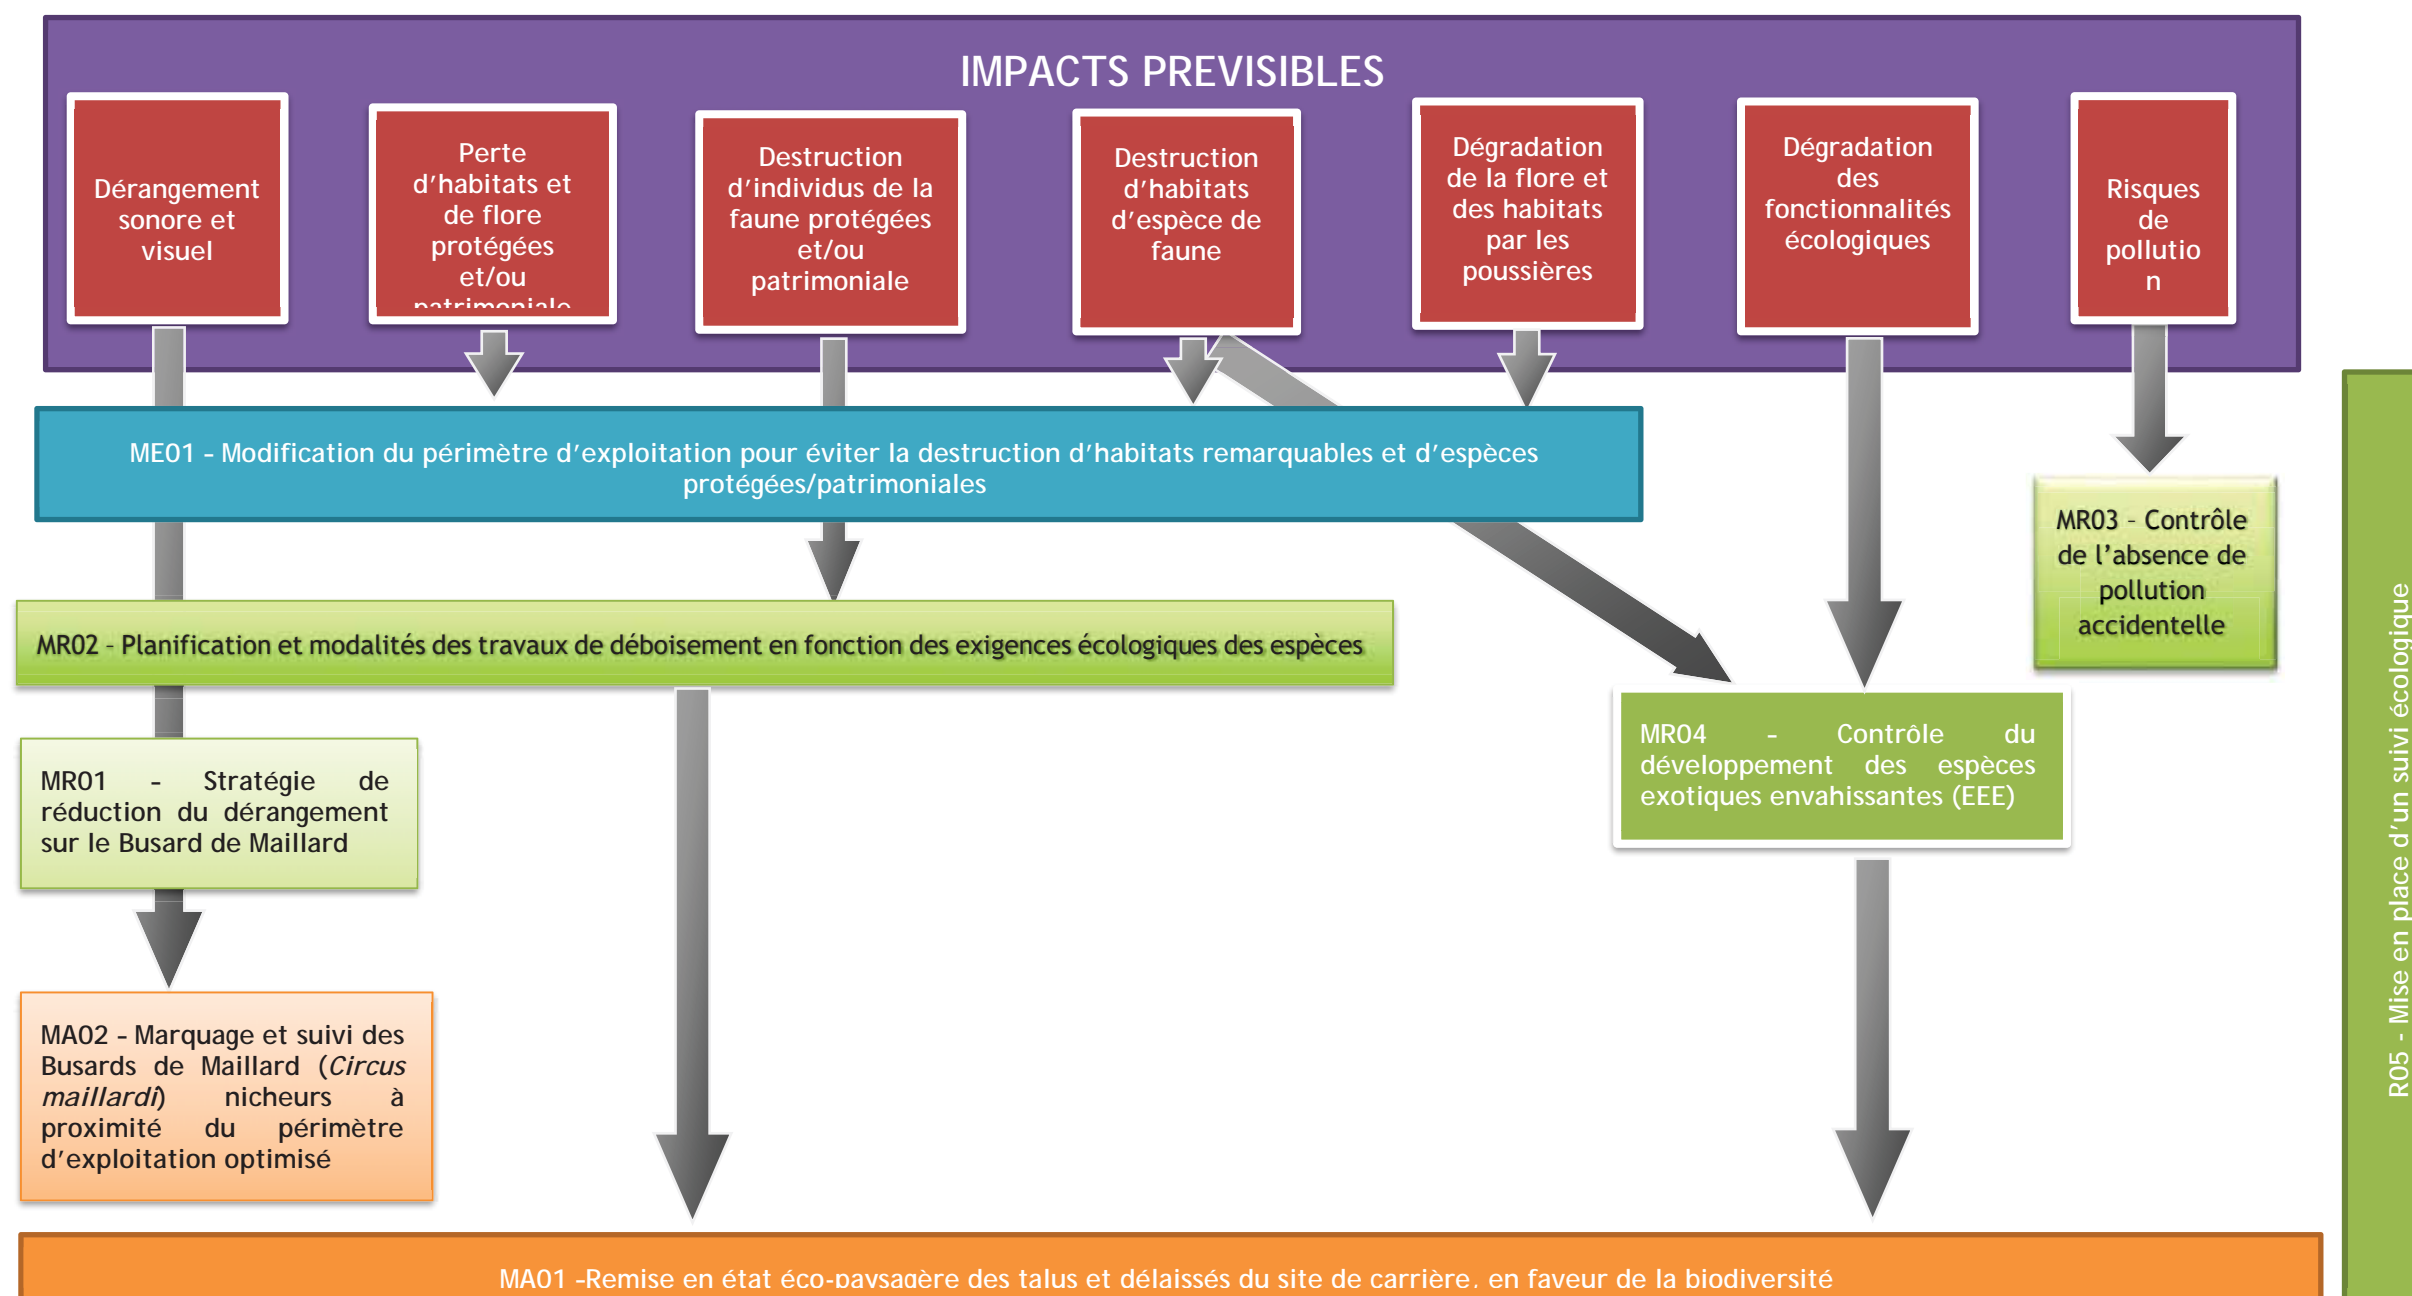 IMPACTS PREVISIBLES
Dérangement
sonore et
visuel
Perte
d'habitats et
de flore
protégées
et/ou
patrimoniale
Destruction
d'individus de la
faune protégées
et/ou
patrimoniale
Destruction
d'habitats
d'espèce de
faune
Dégradation
de la flore et
des habitats
par les
poussières
Dégradation
des
fonctionnalités
écologiques
Risques
de
pollutio
n
ME01 - Modification du périmètre d'exploitation pour éviter la destruction d'habitats remarquables et d'espèces
protégées/patrimoniales
MR03 - Contrôle
de l'absence de
pollution
accidentelle
MR02 - Planification et modalités des travaux de déboisement en fonction des exigences écologiques des espèces
MR04 - Contrôle du
développement des espèces
exotiques envahissantes (EEE)
MR01 - Stratégie de
réduction du dérangement
sur le Busard de Maillard
MA02 - Marquage et suivi des
Busards de Maillard (Circus
maillardi) nicheurs à
proximité du périmètre
d'exploitation optimisé
MA01 -Remise en état éco-paysagère des talus et délaissés du site de carrière, en faveur de la biodiversité
R05 - Mise en place d'un suivi écologique